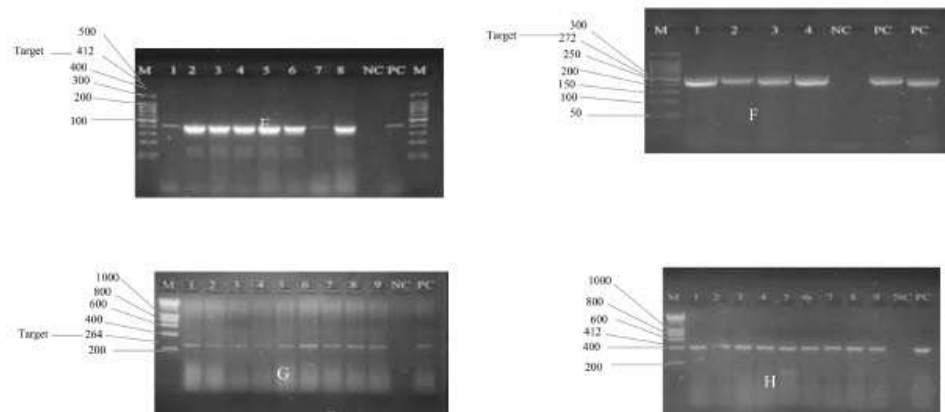 500
Target 412
400
300
200
100
M 1 2 3 4 5 6 7 8 NC PC M
E
Target 300
272
250
200
150
100
50
M 1 2 3 4 NC PC PC
F
1000
800
600
400
Target 264
200
M 1 2 3 4 5 6 7 8 9 NC PC
G
1000
800
600
412
400
200
M 1 2 3 4 5 6 7 8 9 NC PC
H